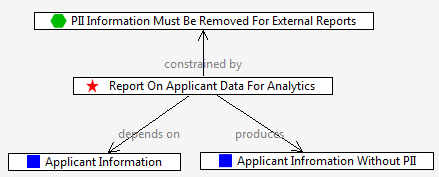 PII Information Must Be Removed For External Reports
constrained by
Report On Applicant Data For Analytics
depends on
produces
Applicant Information
Applicant Infromation Without PII